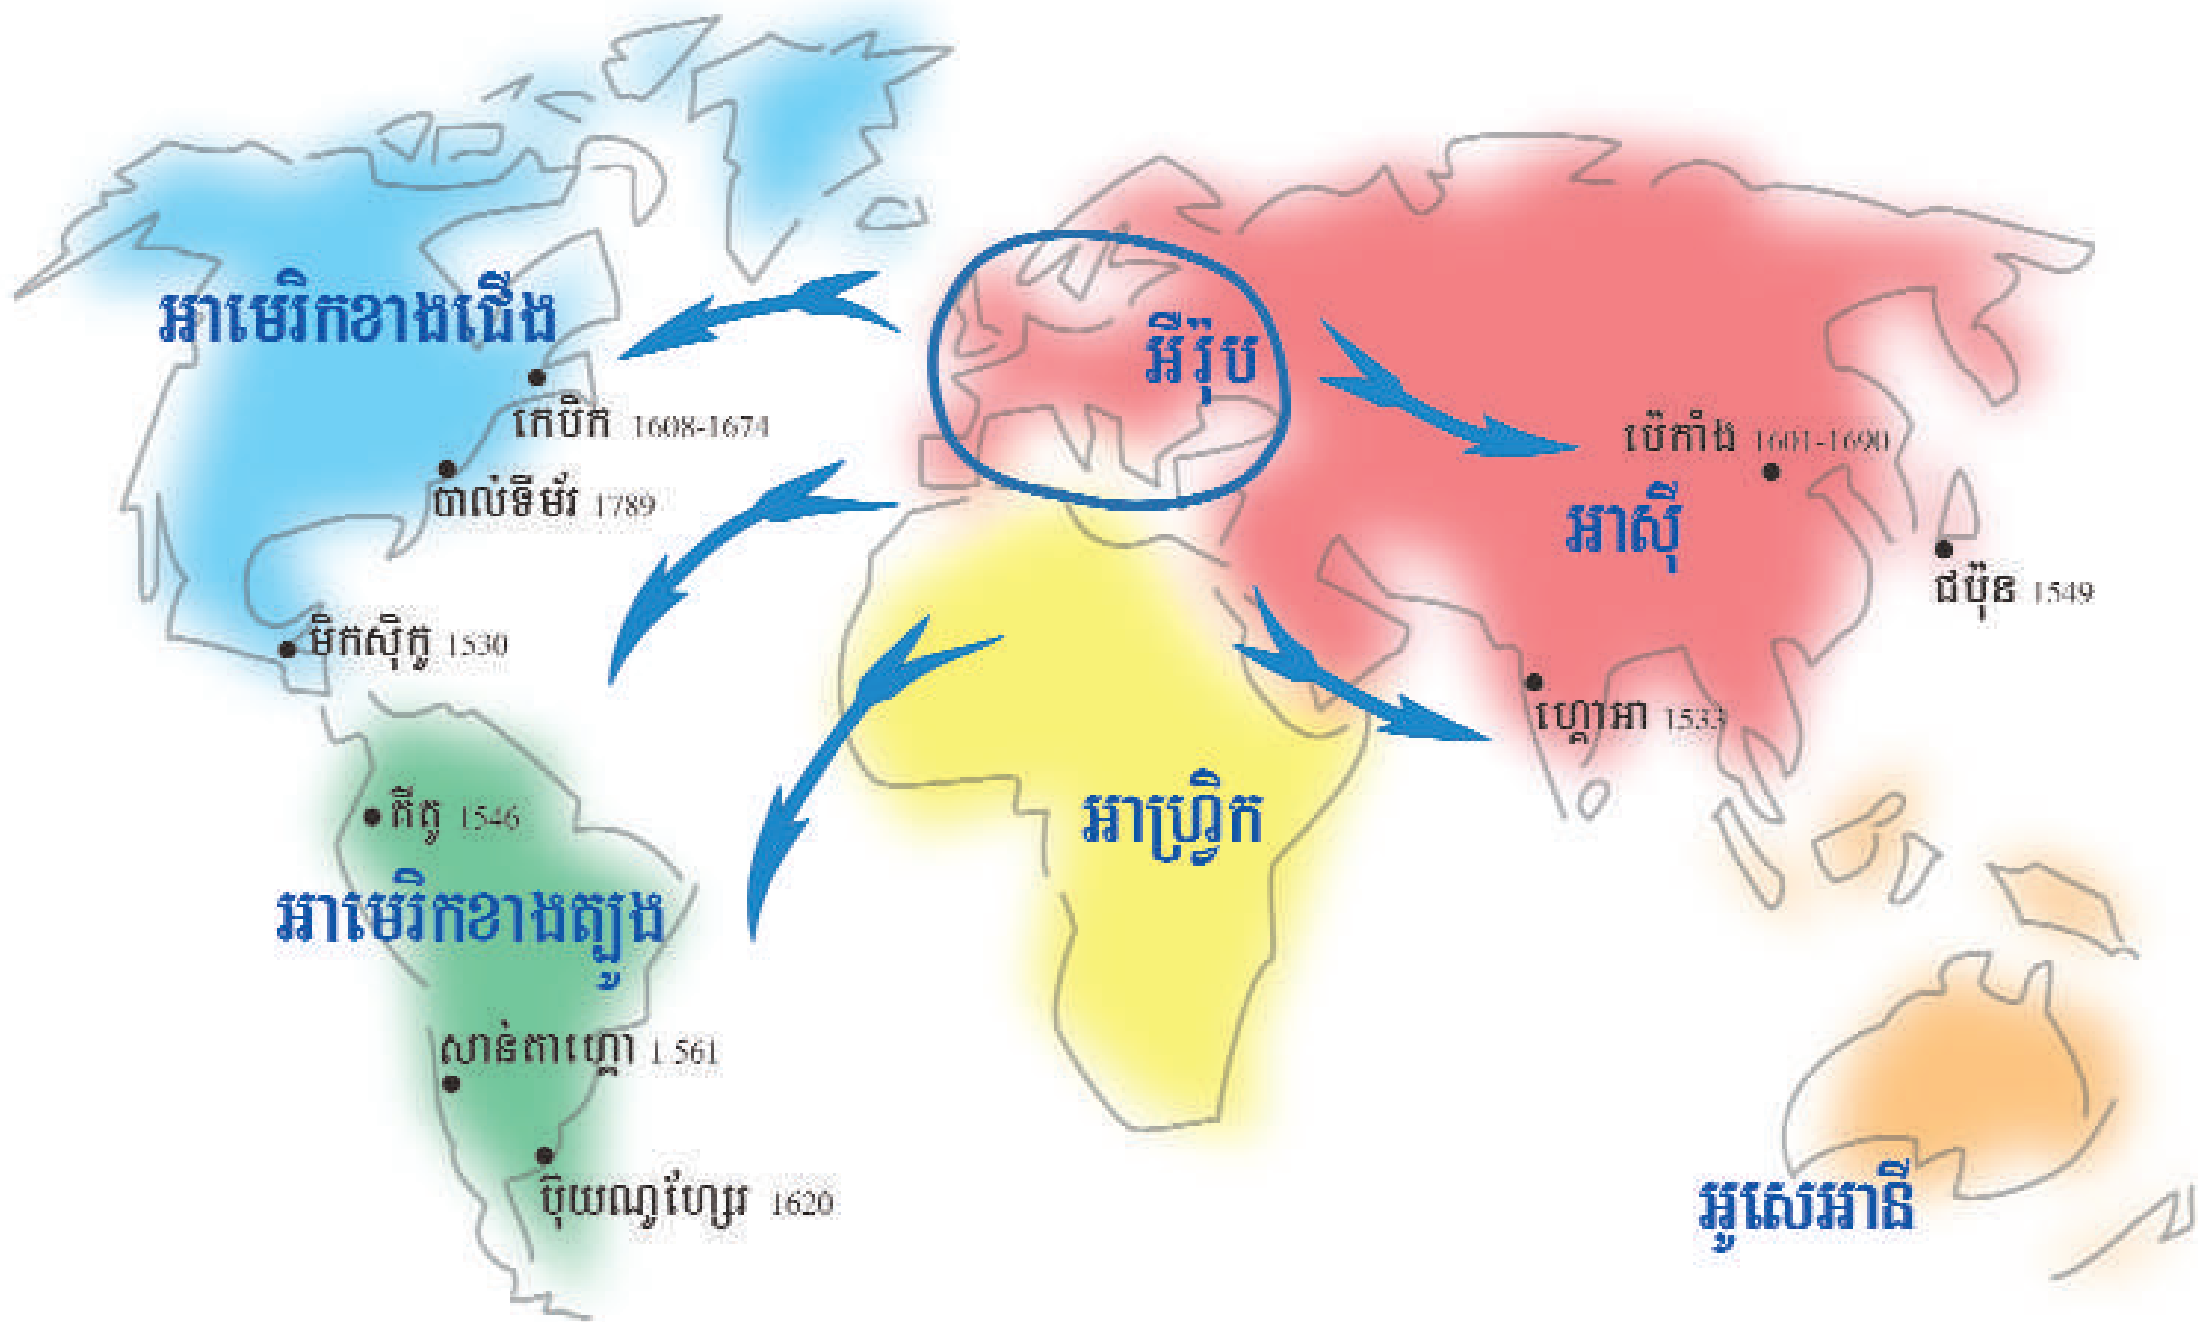 អាមេរិកខាងជើង
អឺរ៉ុប
កេបិក 1608-1674
ប៉េកាំង 1601-1690
បាល់ទីម័រ 1789
អាស៊ី
ជប៉ុន 1549
មិកស៊ិកូ 1530
ហ្គោអា 1533
គីតូ 1546
អាហ្វ្រិក
អាមេរិកខាងត្បូង
សាន់តាហ្គោ 1561
ប៊ុយណូហ្សែរ 1620
អូសេអានី